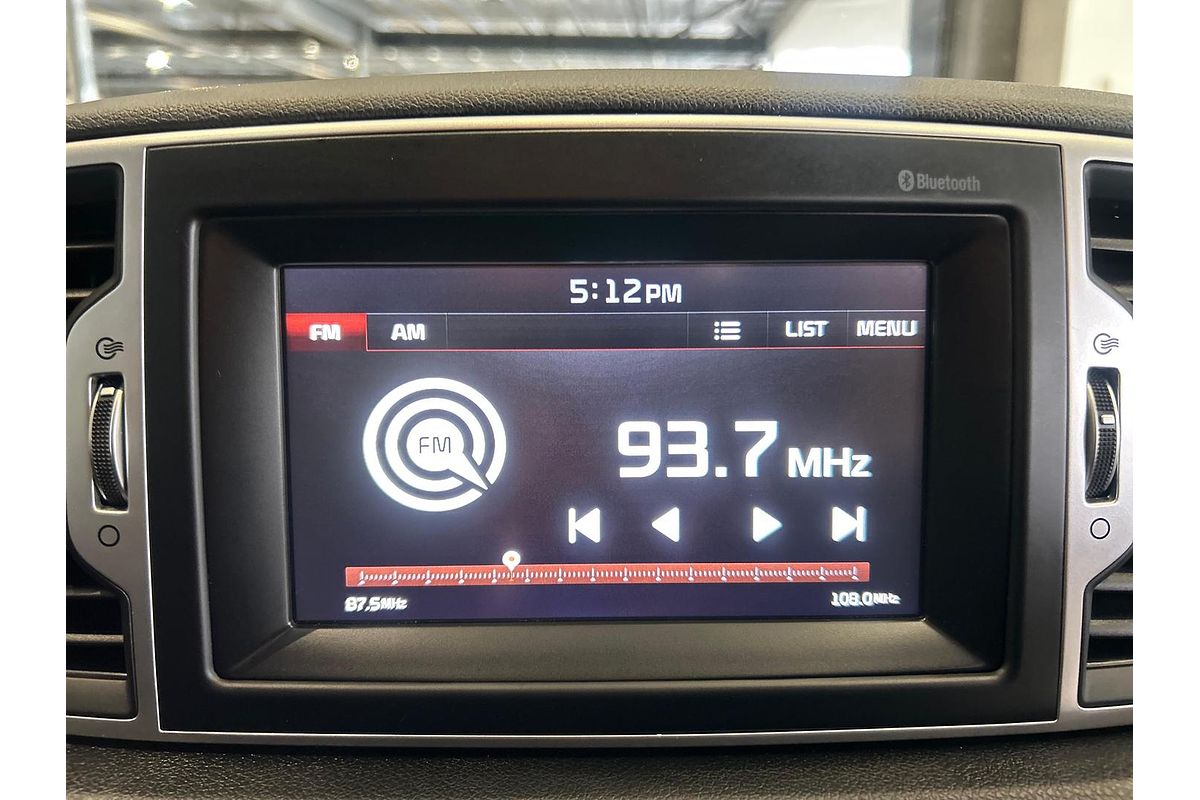 Bluetooth
5:12PM
FM AM LIST MENU
FM
93.7 MHz
87.5MHz 108.0MHz